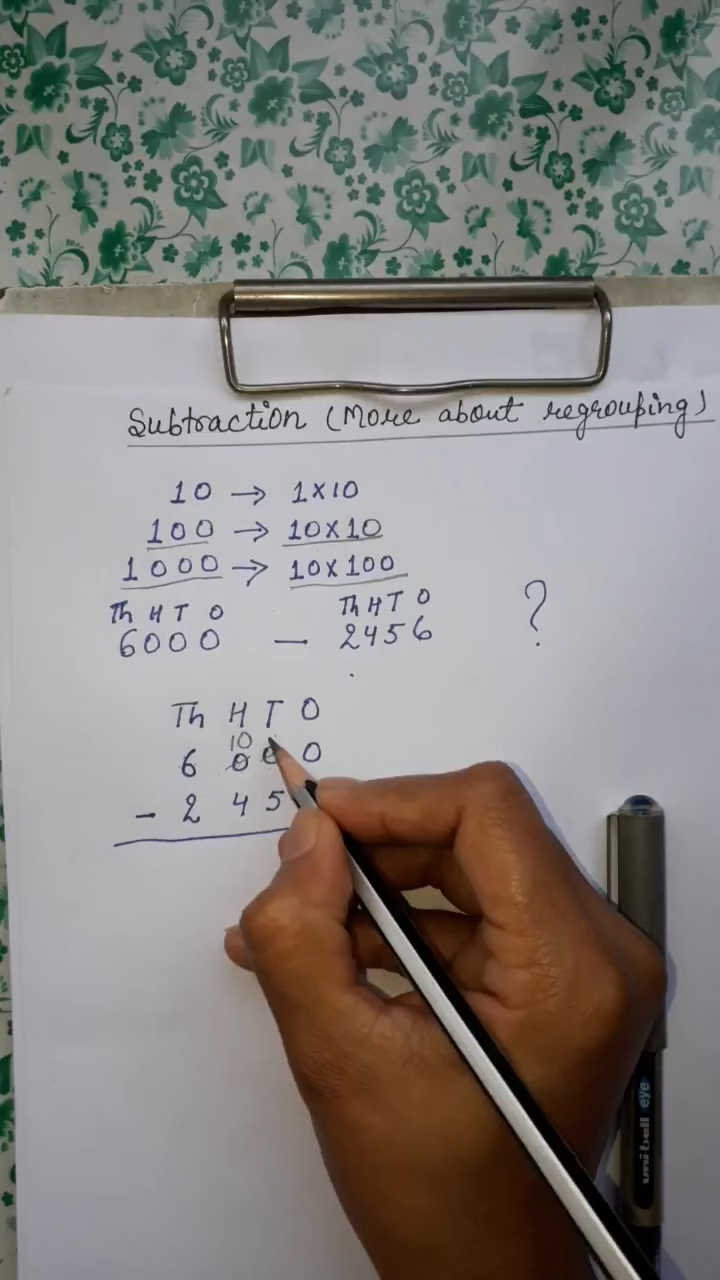 Subtraction (More about regrouping)
10 → 1×10
100 → 10×10
1000 → 10×100
Th H T O Th H T O
6000 — 2456 ?
Th H T O
10
6 0 0 0
- 2 4 5
uni-ball eye